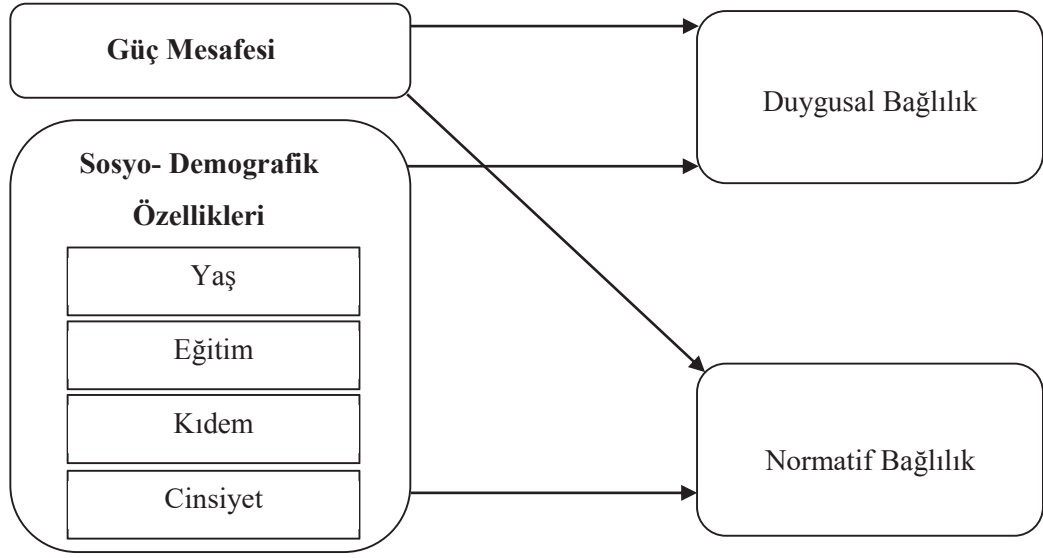 Güç Mesafesi
Sosyo- Demografik
Özellikleri
Yaş
Eğitim
Kıdem
Cinsiyet
Duygusal Bağlılık
Normatif Bağlılık